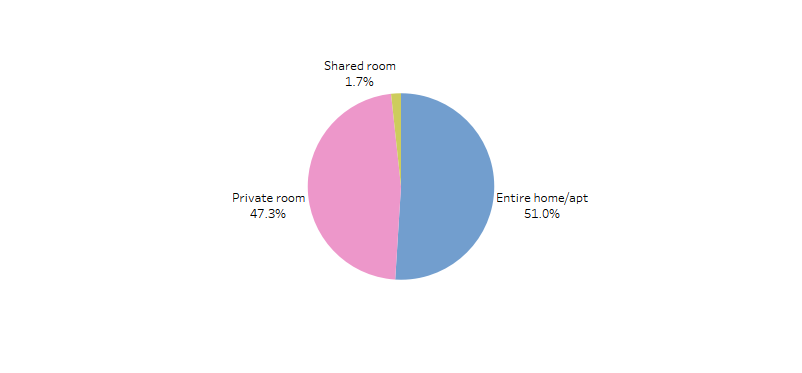 Shared room
1.7%
Private room
47.3%
Entire home/apt
51.0%